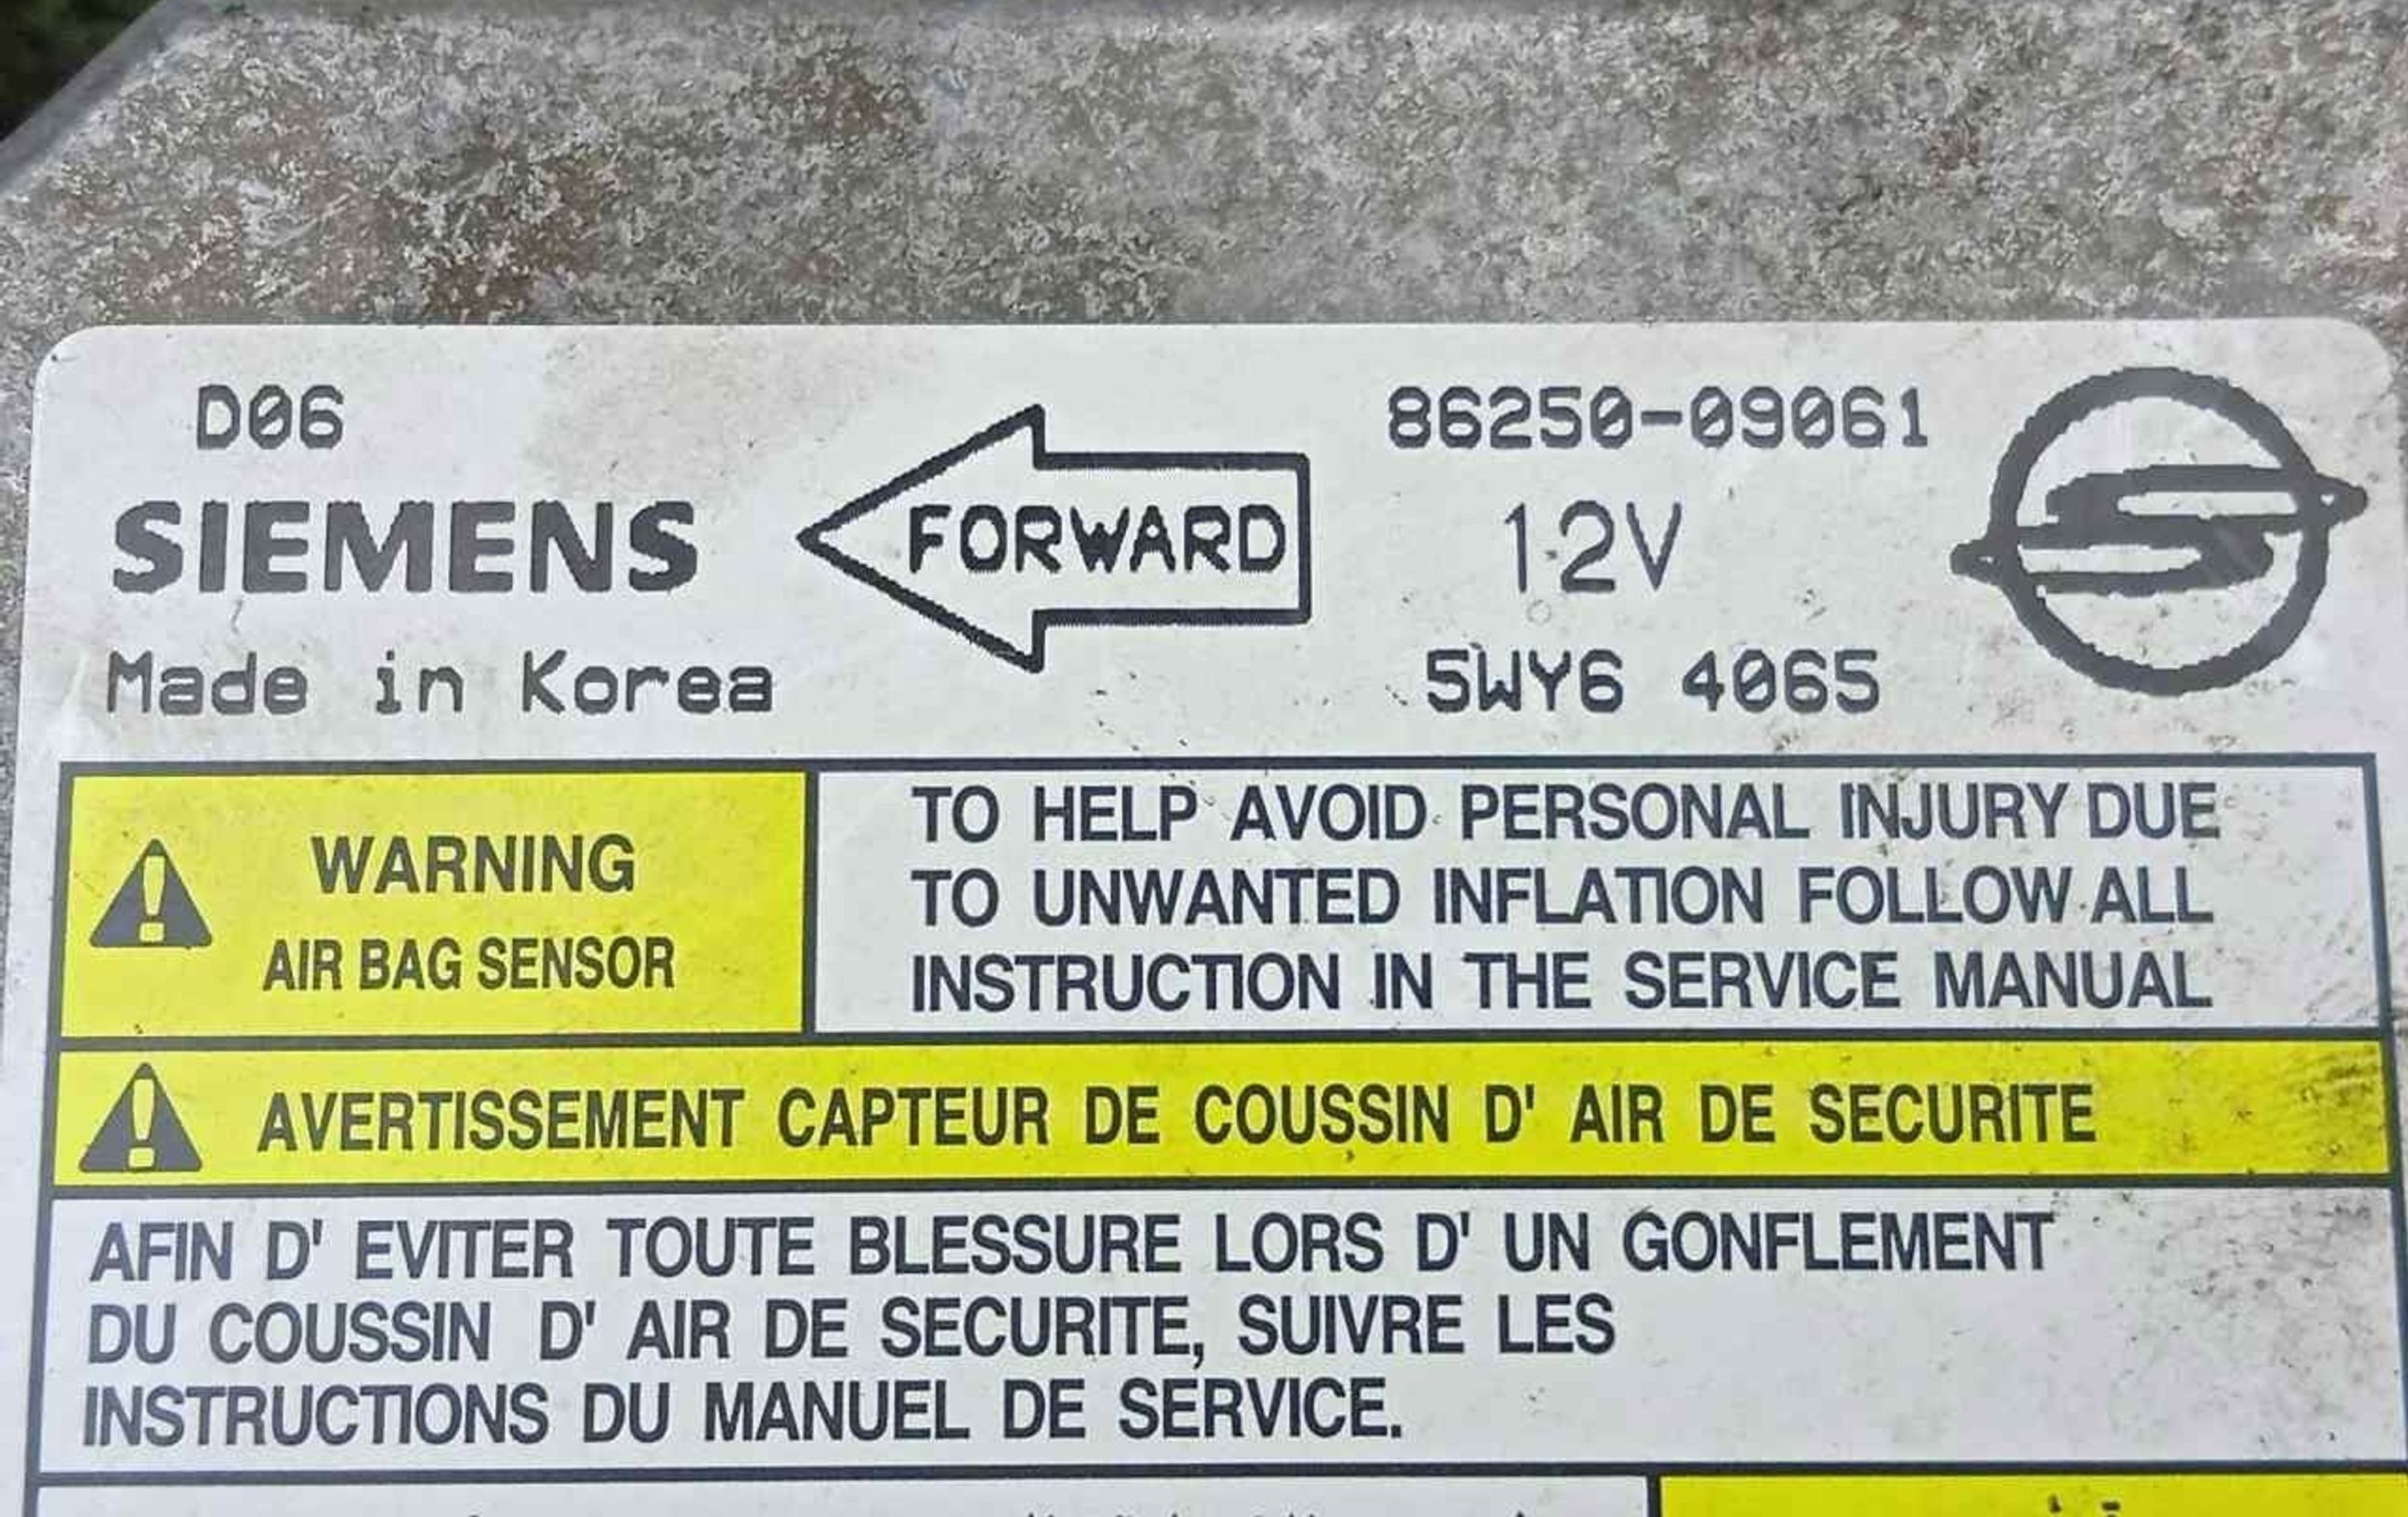 D06
SIEMENS
Made in Korea
FORWARD
86250-09061
12V
5WY6 4065
WARNING
AIR BAG SENSOR
TO HELP AVOID PERSONAL INJURY DUE
TO UNWANTED INFLATION FOLLOW ALL
INSTRUCTION IN THE SERVICE MANUAL
AVERTISSEMENT CAPTEUR DE COUSSIN D' AIR DE SECURITE
AFIN D' EVITER TOUTE BLESSURE LORS D' UN GONFLEMENT
DU COUSSIN D' AIR DE SECURITE, SUIVRE LES
INSTRUCTIONS DU MANUEL DE SERVICE.